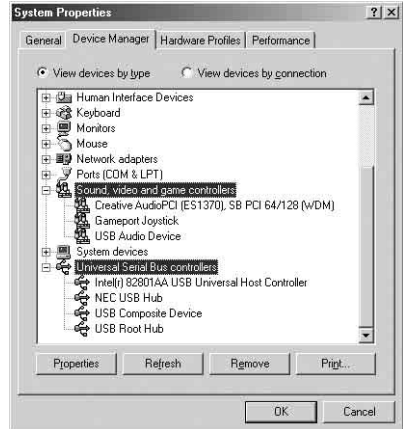 System Properties
General Device Manager Hardware Profiles Performance
View devices by type View devices by connection
Human Interface Devices
Keyboard
Monitors
Mouse
Network adapters
Ports (COM & LPT)
Sound, video and game controllers
Creative AudioPCI (ES1370), SB PCI 64/128 (WDM)
Gameport Joystick
USB Audio Device
System devices
Universal Serial Bus controllers
Intel(r) 82801AA USB Universal Host Controller
NEC USB Hub
USB Composite Device
USB Root Hub
Properties Refresh Remove Print...
OK Cancel